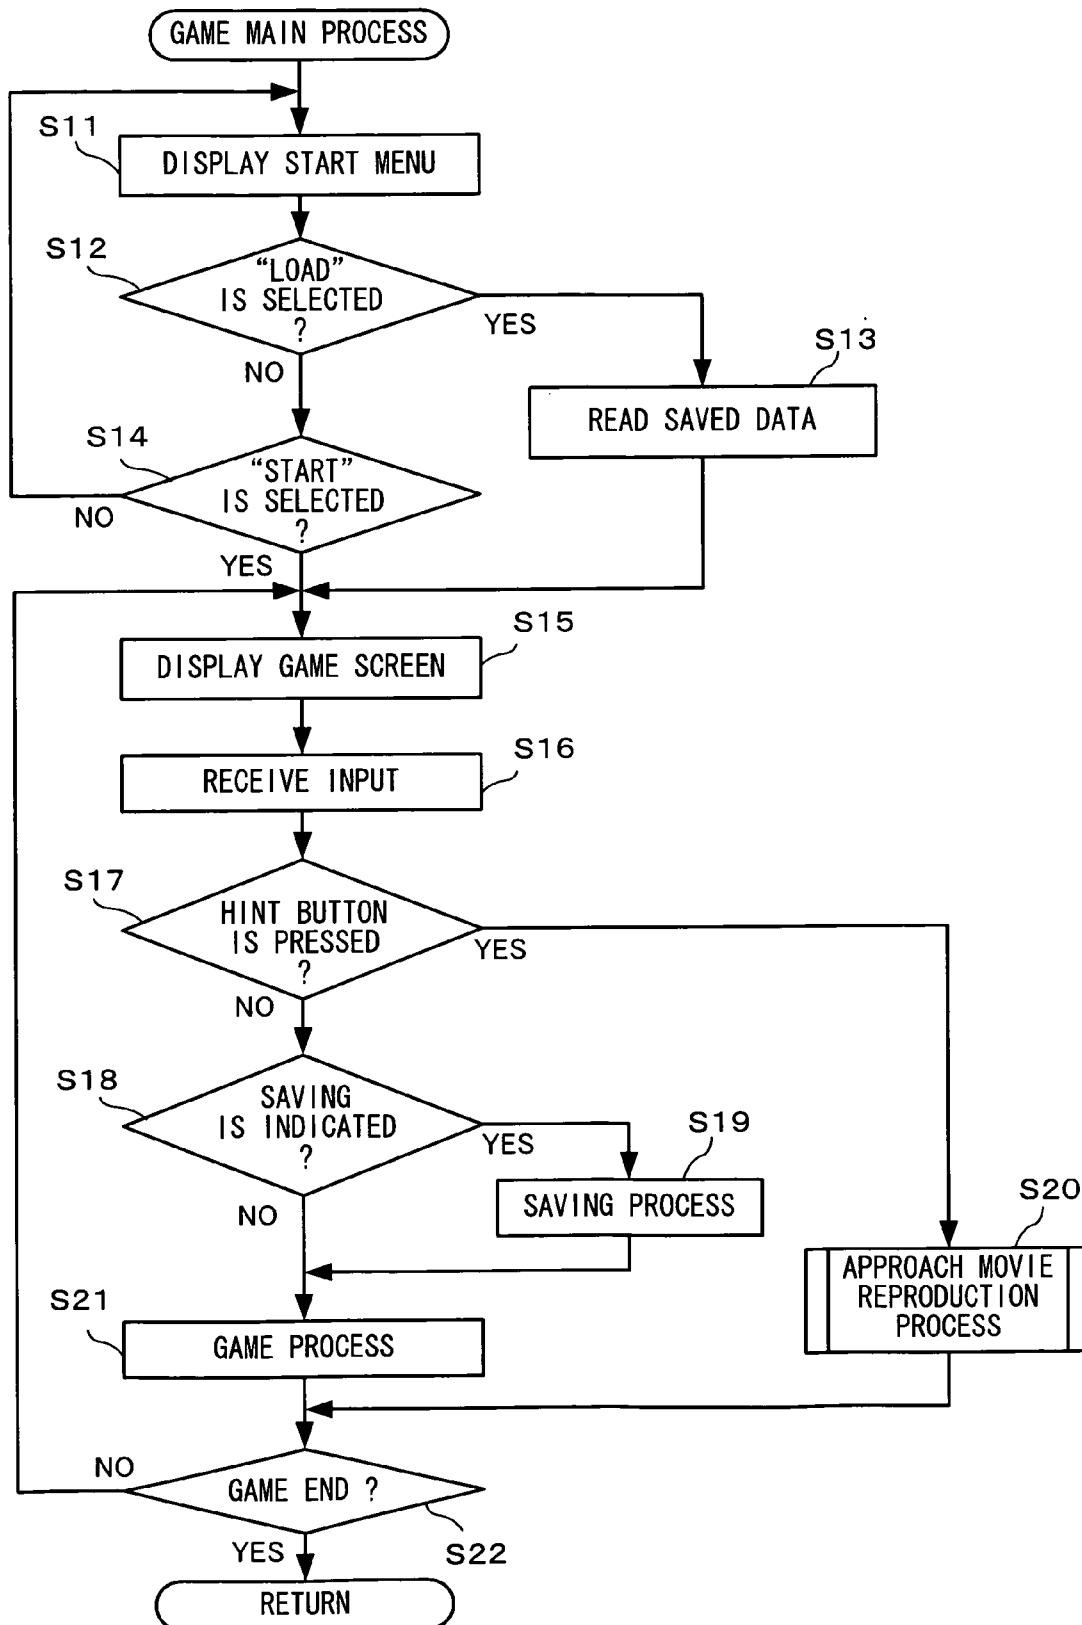 GAME MAIN PROCESS
S11
DISPLAY START MENU
S12
“LOAD”
IS SELECTED
?
YES
NO
S13
READ SAVED DATA
S14
“START”
IS SELECTED
?
NO
YES
S15
DISPLAY GAME SCREEN
S16
RECEIVE INPUT
S17
HINT BUTTON
IS PRESSED
?
YES
NO
S18
SAVING
IS INDICATED
?
YES
NO
S19
SAVING PROCESS
S20
APPROACH MOVIE
REPRODUCTION
PROCESS
S21
GAME PROCESS
NO
GAME END ?
S22
YES
RETURN